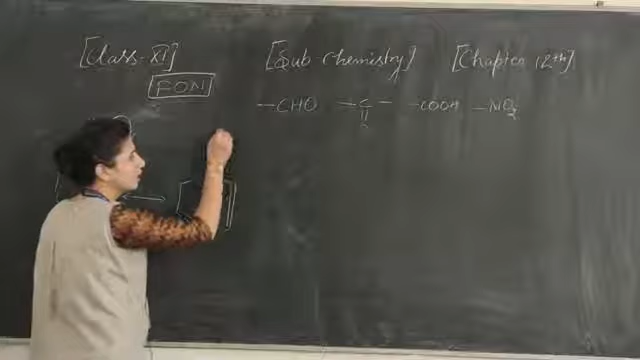 [Class-XI] [Sub-Chemistry] [Chapter 12th]
FON
-CHO -C- -COOH -NO2